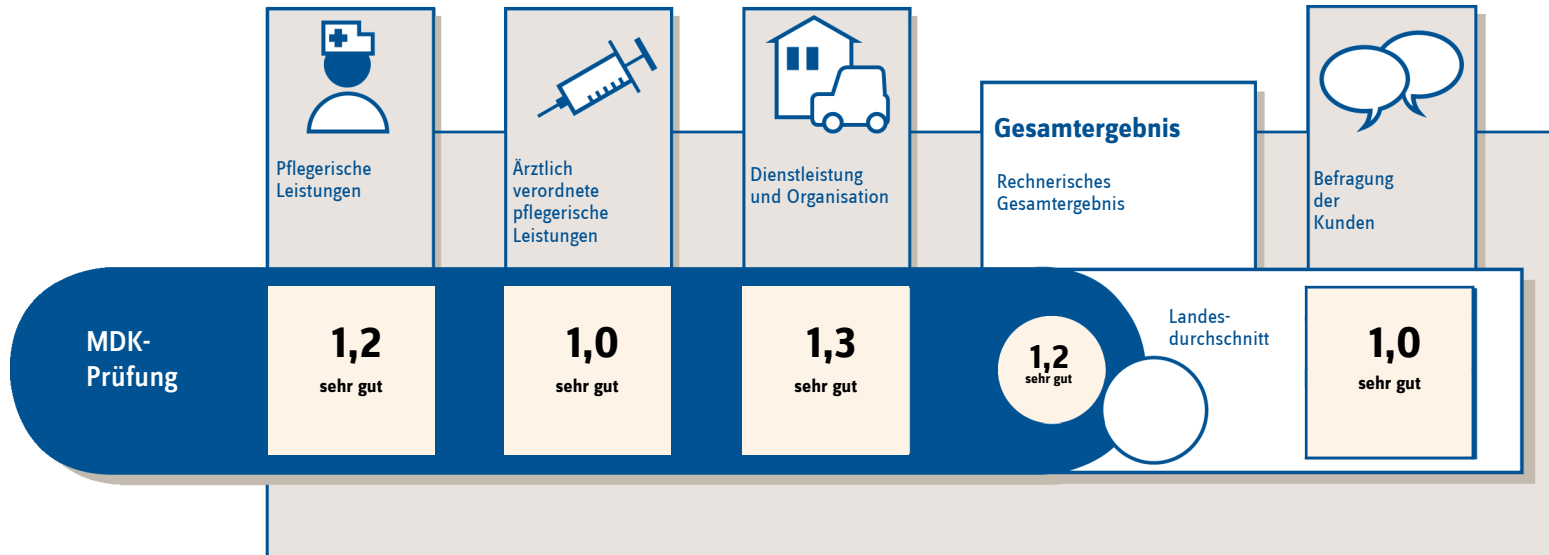 Pflegerische
Leistungen
Ärztlich
verordnete
pflegerische
Leistungen
Dienstleistung
und Organisation
Gesamtergebnis
Rechnerisches
Gesamtergebnis
Befragung
der
Kunden
MDK-
Prüfung
1,2
sehr gut
1,0
sehr gut
1,3
sehr gut
1,2
sehr gut
Landes-
durchschnitt
1,0
sehr gut